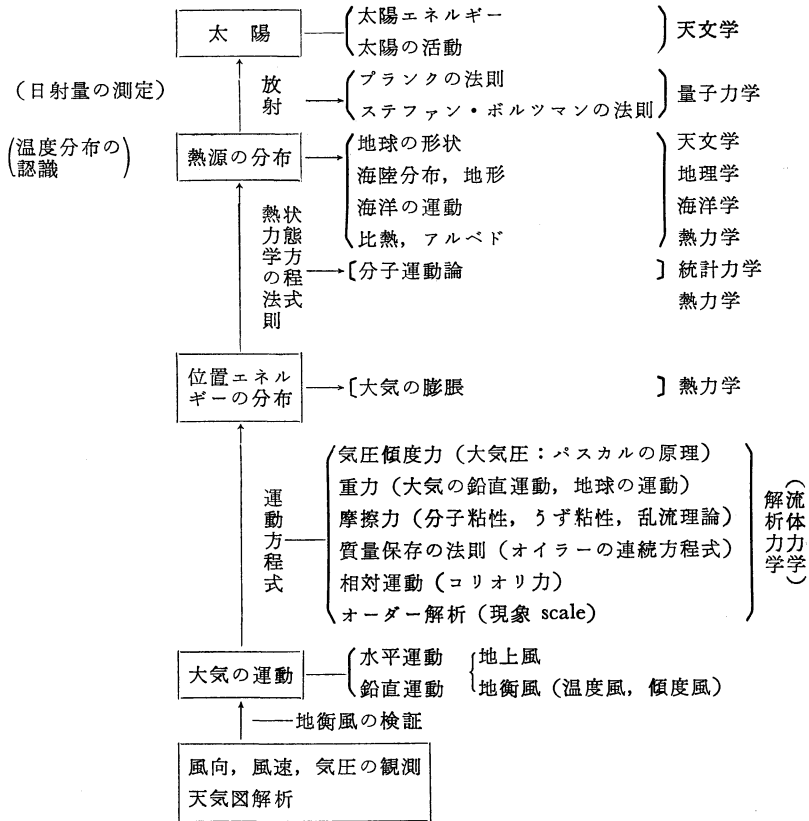 太陽
太陽エネルギー
太陽の活動
天文学
(日射量の測定)
放射
プランクの法則
ステファン・ボルツマンの法則
量子力学
(温度分布の
認識)
熱源の分布
地球の形状
天文学
海陸分布,地形
地理学
海洋の運動
海洋学
比熱,アルベド
熱力学
状態方程式
熱力学の法則
〔分子運動論
〕統計力学
熱力学
位置エネル
ギーの分布
〔大気の膨脹
〕熱力学
運動方程式
気圧傾度力(大気圧:パスカルの原理)
重力(大気の鉛直運動,地球の運動)
摩擦力(分子粘性,うず粘性,乱流理論)
質量保存の法則(オイラーの連続方程式)
相対運動(コリオリ力)
オーダー解析(現象 scale)
(流体力学)
解析力学
大気の運動
水平運動
鉛直運動
地上風
地衡風(温度風,傾度風)
地衡風の検証
風向,風速,気圧の観測
天気図解析